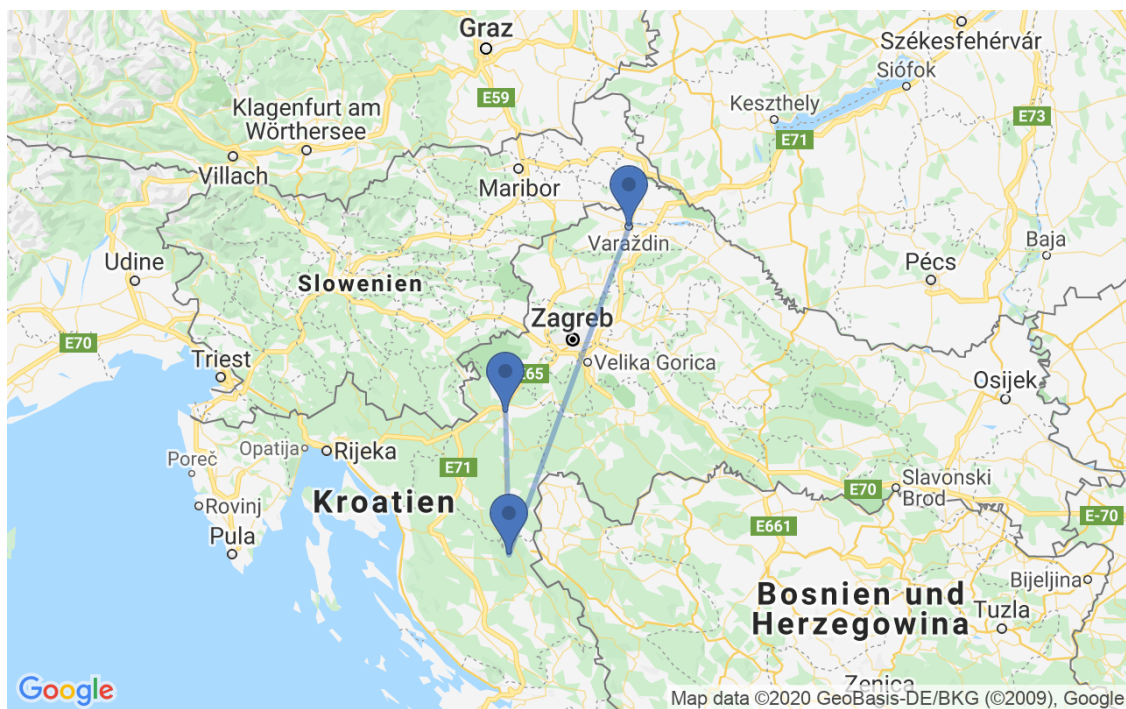 Graz
Székesfehérvár
Siófok
Klagenfurt am
Wörthersee
E59
Keszthely
E71
E73
Villach
Maribor
Udine
Varaždin
Baja
Pécs
Slowenien
Zagreb
E70
Triest
E65
Velika Gorica
Osijek
Opatija
Rijeka
Poreč
E71
Kroatien
Rovinj
Pula
E70
Slavonski
Brod
E661
E-70
Bosnien und
Herzegowina
Bijeljina
Tuzla
Zenica
Google
Map data ©2020 GeoBasis-DE/BKG (©2009), Google